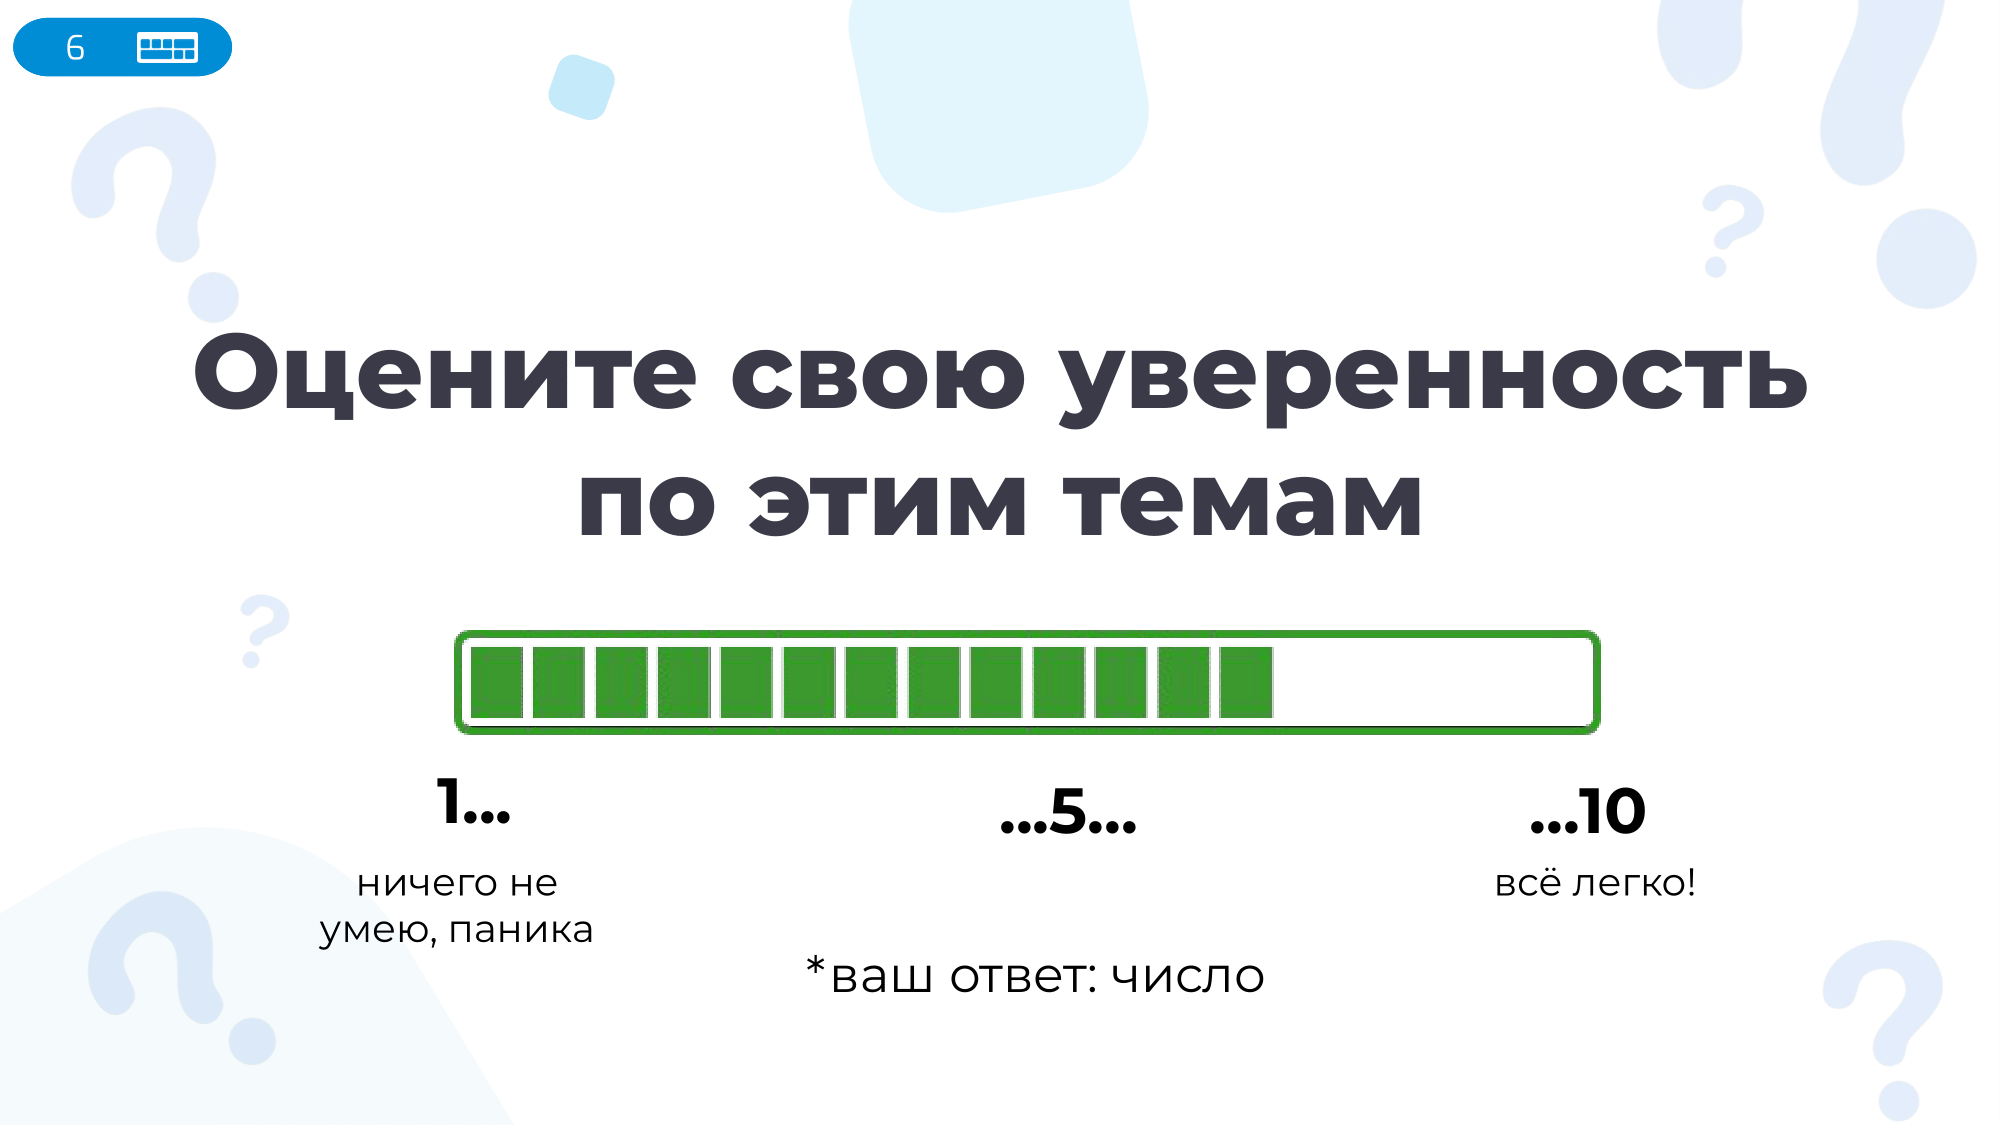 6
Оцените свою уверенность
по этим темам
1...
...5...
...10
ничего не
умею, паника
всё легко!
*ваш ответ: число